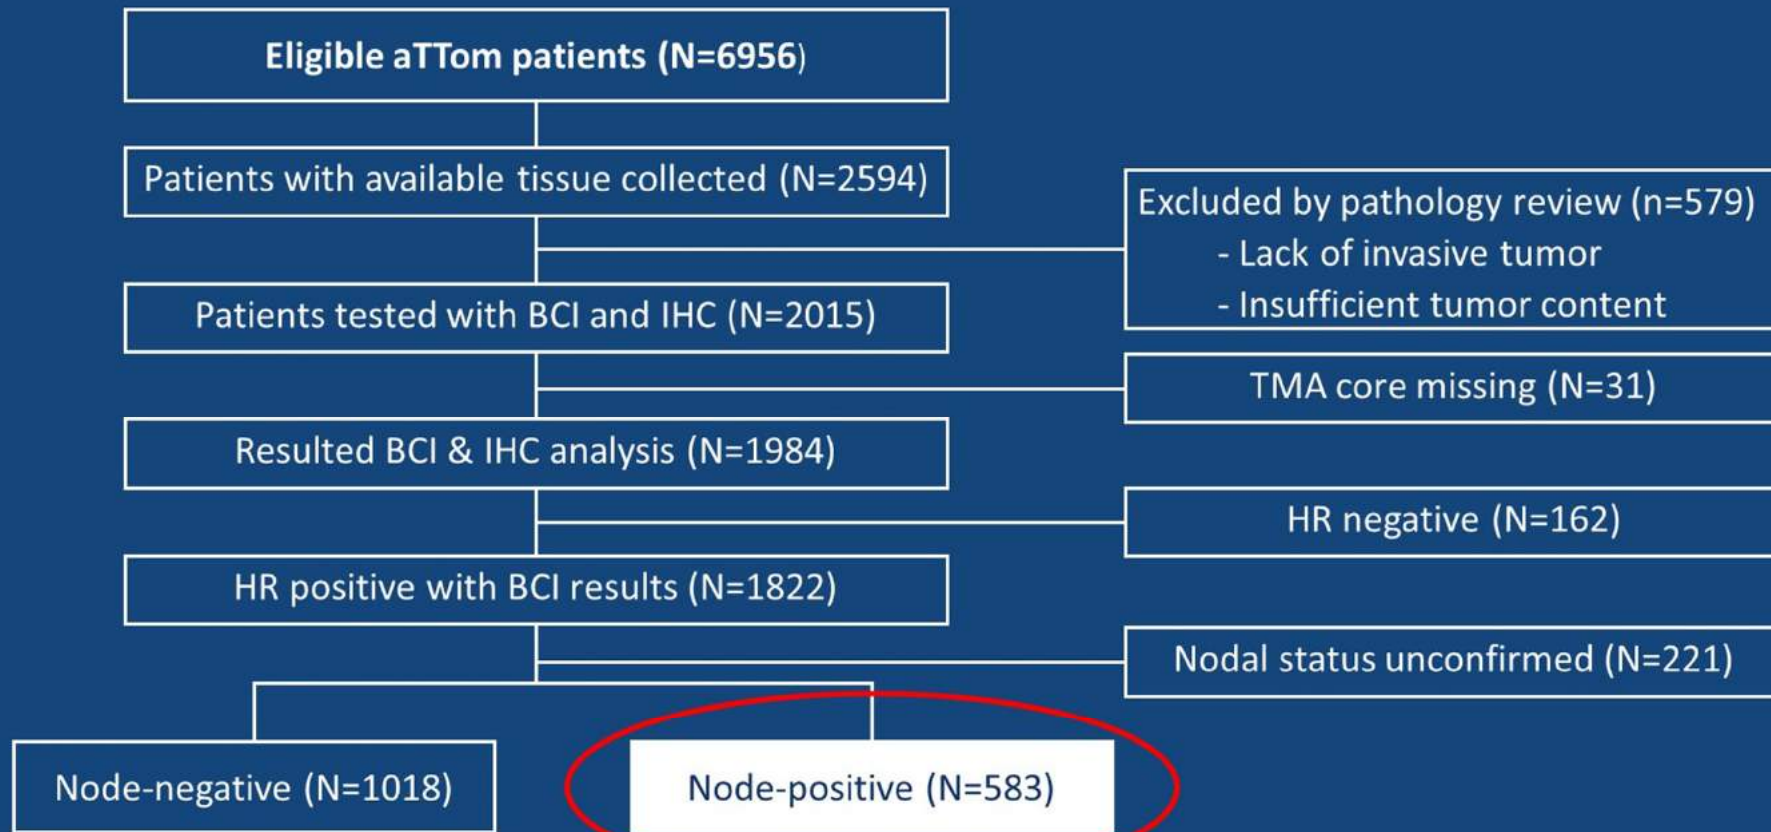 Eligible aTTom patients (N=6956)
Patients with available tissue collected (N=2594)
Excluded by pathology review (n=579)
- Lack of invasive tumor
- Insufficient tumor content
Patients tested with BCI and IHC (N=2015)
TMA core missing (N=31)
Resulted BCI & IHC analysis (N=1984)
HR negative (N=162)
HR positive with BCI results (N=1822)
Nodal status unconfirmed (N=221)
Node-negative (N=1018)
Node-positive (N=583)